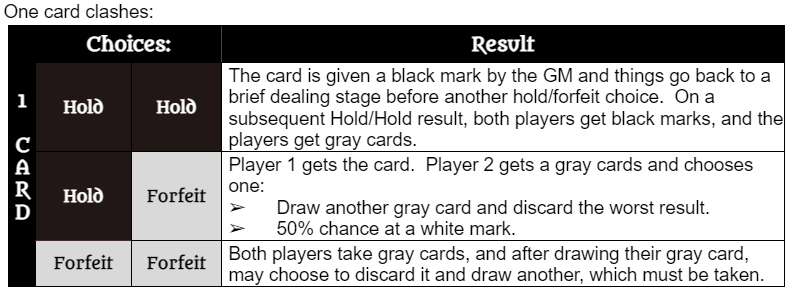 One card clashes:
Choices: Result
1 CARD
Hold Hold
The card is given a black mark by the GM and things go back to a
brief dealing stage before another hold/forfeit choice.  On a
subsequent Hold/Hold result, both players get black marks, and the
players get gray cards.
Hold Forfeit
Player 1 gets the card.  Player 2 gets a gray cards and chooses
one:
➢ Draw another gray card and discard the worst result.
➢ 50% chance at a white mark.
Forfeit Forfeit
Both players take gray cards, and after drawing their gray card,
may choose to discard it and draw another, which must be taken.